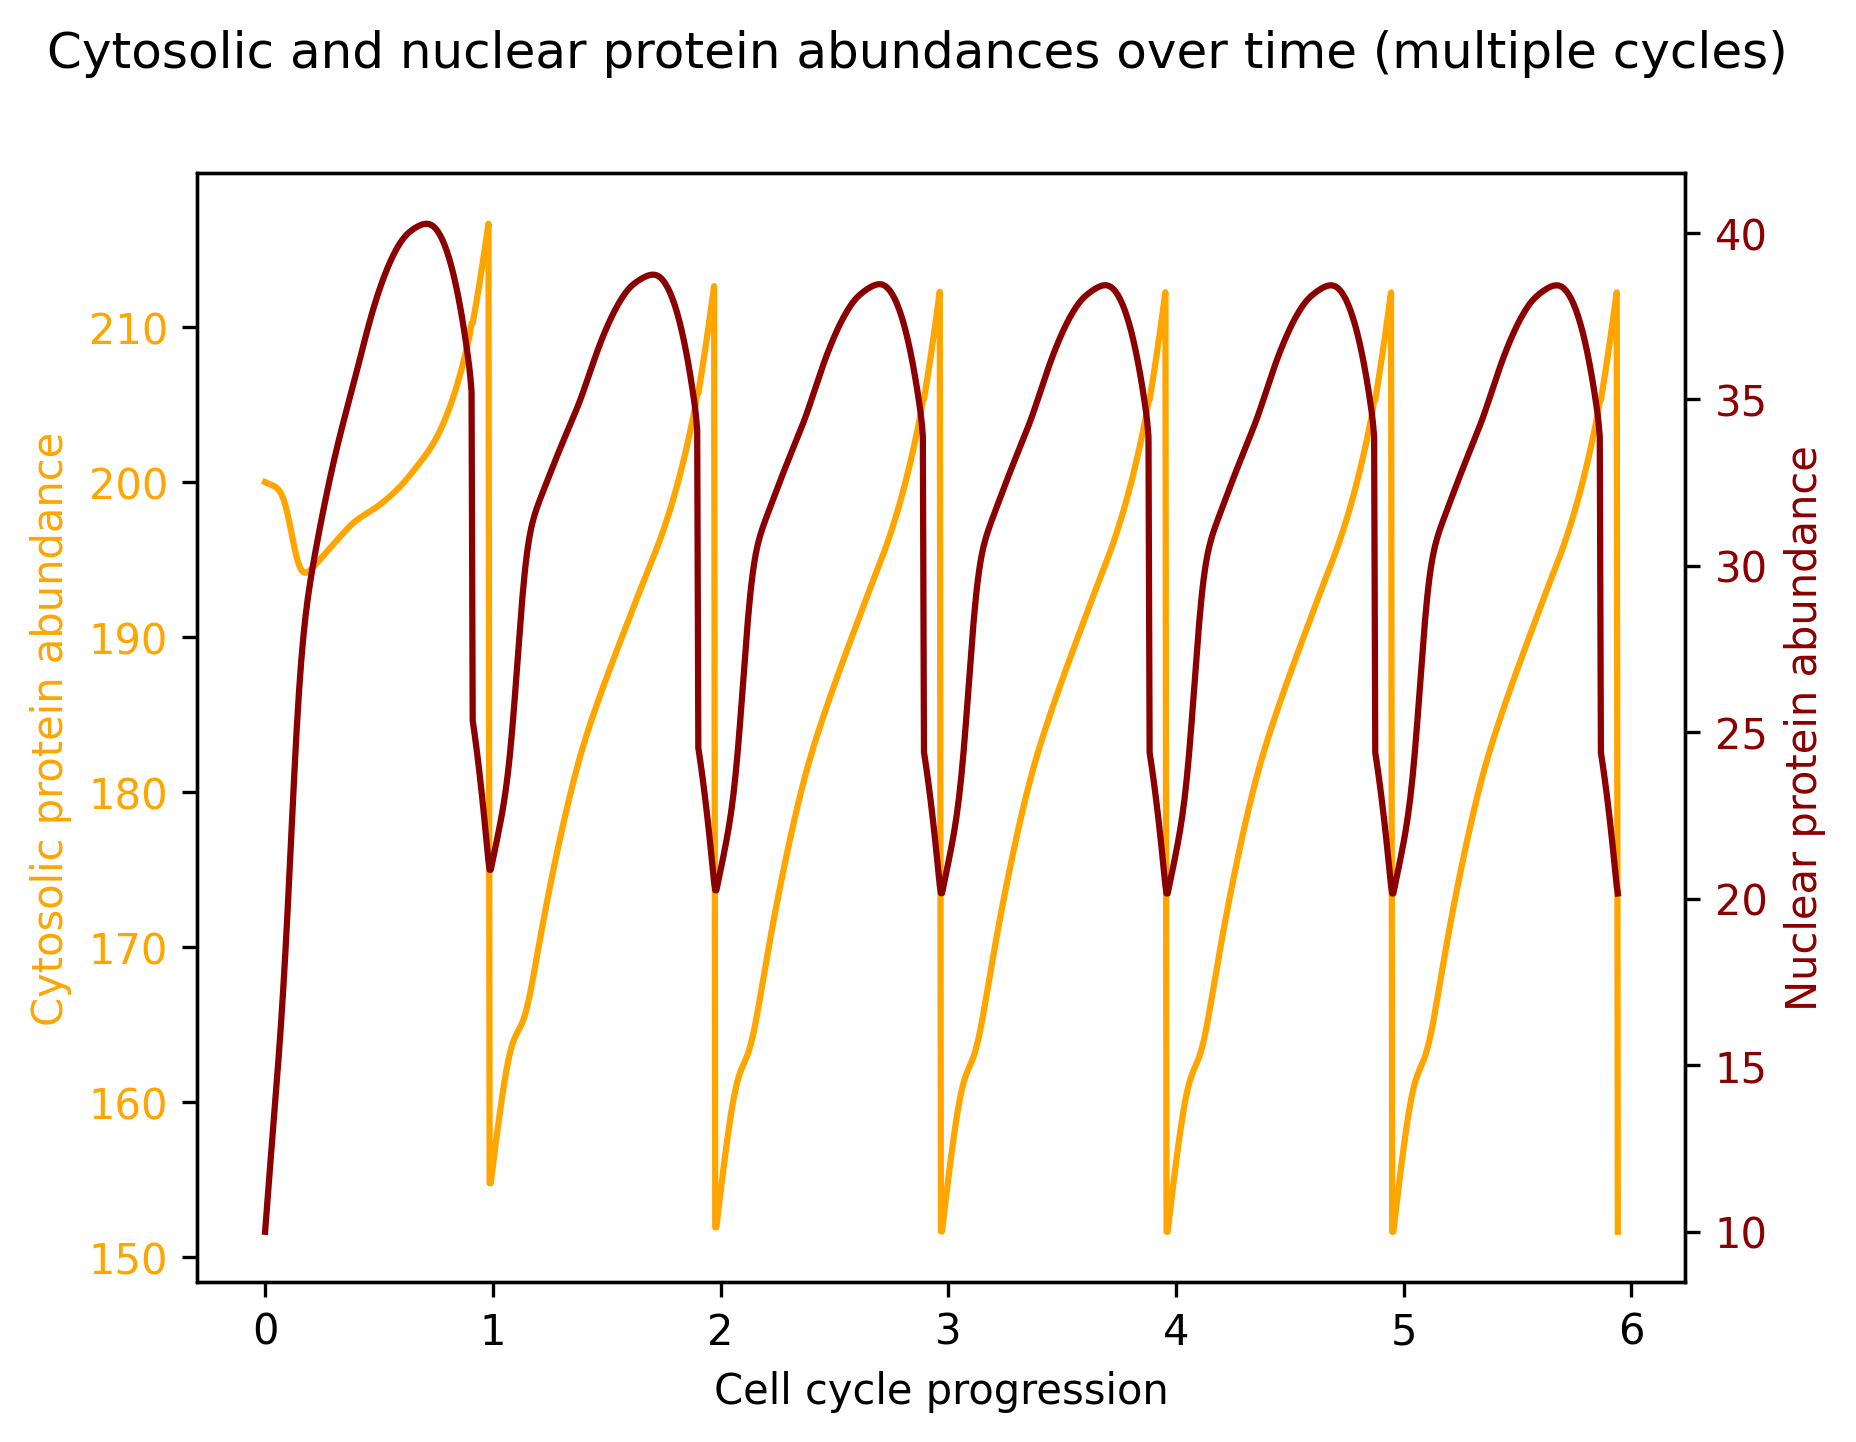 Cytosolic and nuclear protein abundances over time (multiple cycles)
Cytosolic protein abundance
210
200
190
180
170
160
150
40
35
30
25
20
15
10
Nuclear protein abundance
0 1 2 3 4 5 6
Cell cycle progression